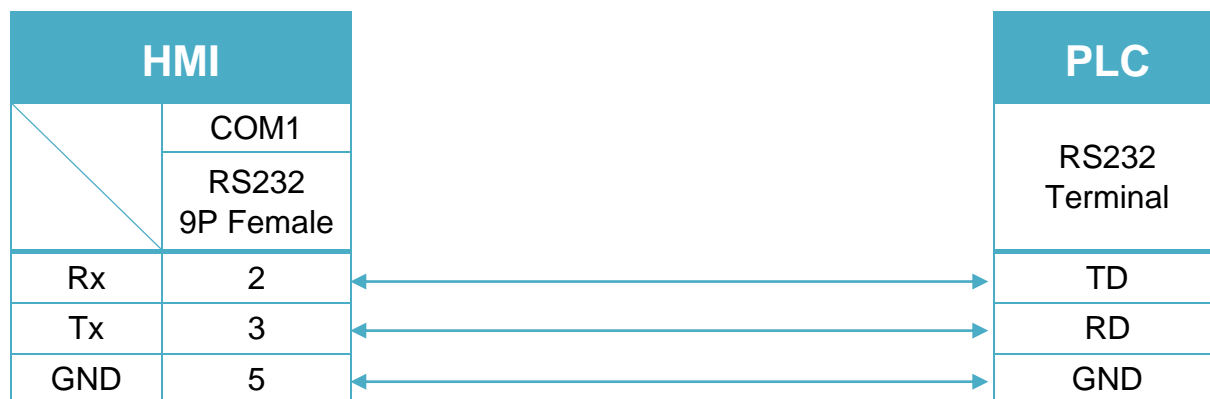 HMI
PLC
COM1
RS232
9P Female
RS232
Terminal
Rx 2 TD
Tx 3 RD
GND 5 GND